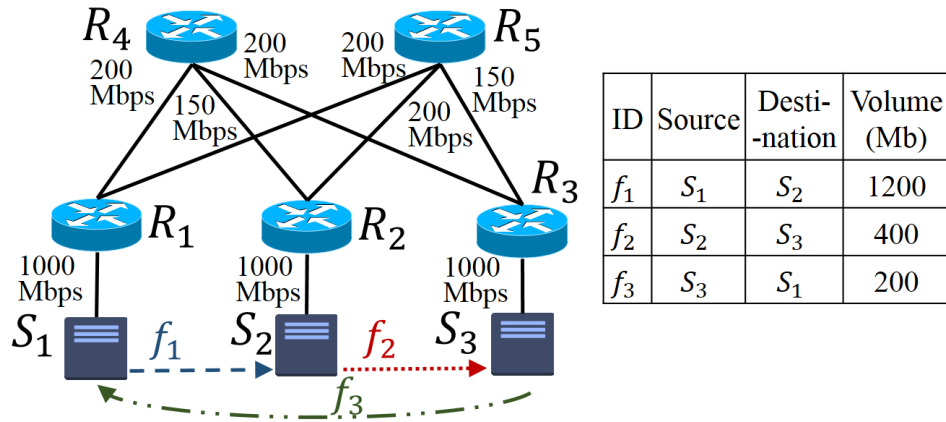 R4
R5
200
Mbps
200
Mbps
200
Mbps
150
Mbps
150
Mbps
200
Mbps
R1
R2
R3
1000
Mbps
1000
Mbps
1000
Mbps
S1
S2
S3
f1
f2
f3
ID Source Desti- Volume
-nation (Mb)
f1 S1 S2 1200
f2 S2 S3 400
f3 S3 S1 200